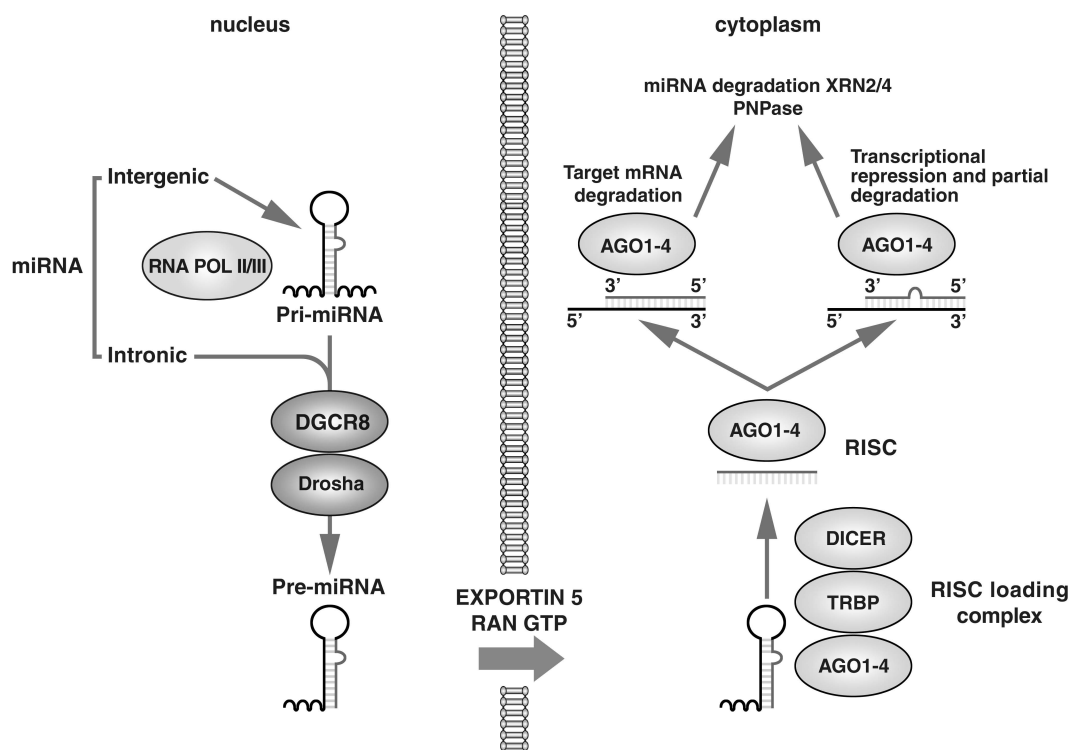 nucleus
cytoplasm
miRNA degradation XRN2/4
PNPase
Target mRNA
degradation
Transcriptional
repression and partial
degradation
Intergenic
miRNA
RNA POL II/III
Pri-miRNA
Intronic
DGCR8
Drosha
Pre-miRNA
EXPORTIN 5
RAN GTP
AGO1-4
3’ 5’
5’ 3’
AGO1-4
3’ 5’
5’ 3’
AGO1-4
RISC
DICER
TRBP
AGO1-4
RISC loading
complex